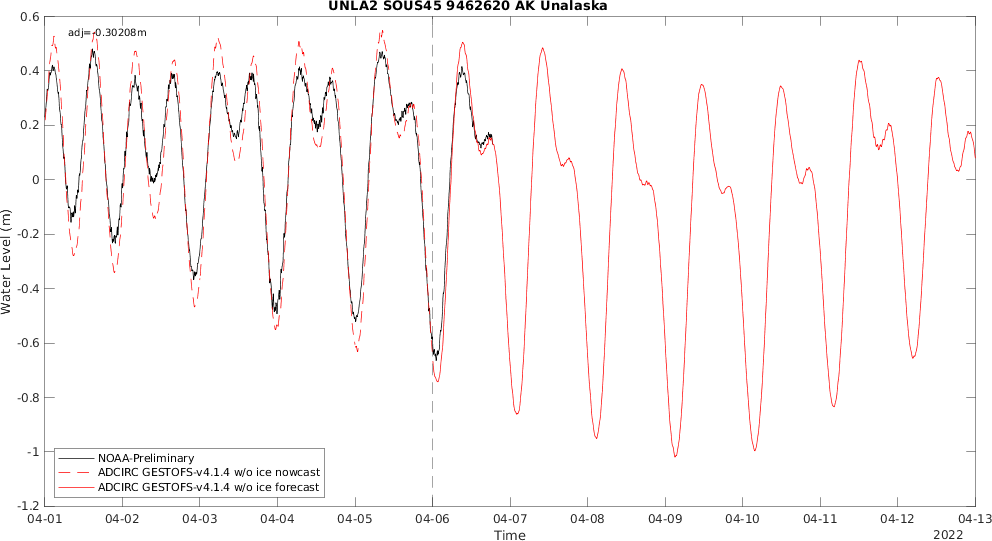 UNLA2 SOUS45 9462620 AK Unalaska
adj=-0.30208m
0.6
0.4
0.2
0
-0.2
-0.4
-0.6
-0.8
-1
-1.2
Water Level (m)
NOAA-Preliminary
ADCIRC GESTOFS-v4.1.4 w/o ice nowcast
ADCIRC GESTOFS-v4.1.4 w/o ice forecast
04-01 04-02 04-03 04-04 04-05 04-06 04-07 04-08 04-09 04-10 04-11 04-12 04-13
Time
2022